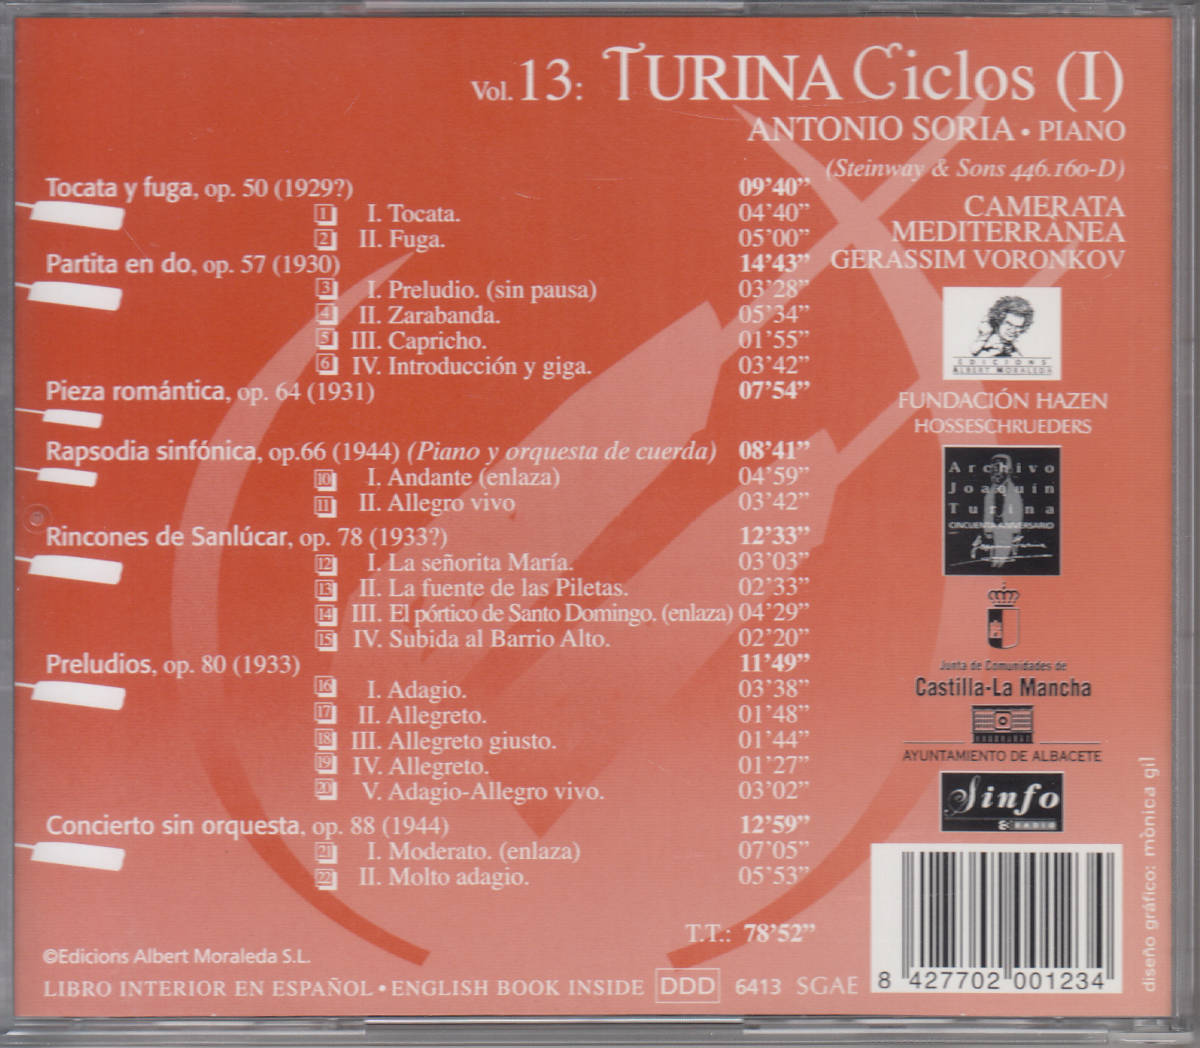 Vol. 13: TURINA Ciclos (I)
ANTONIO SORIA • PIANO
(Steinway & Sons 446.160-D)
CAMERATA
MEDITERRÀNEA
GERASSIM VORONKOV
Tocata y fuga, op. 50 (1929?) 09'40"
1 I. Tocata. 04'40"
2 II. Fuga. 05'00"
Partita en do, op. 57 (1930) 14'43"
3 I. Preludio. (sin pausa) 03'28"
4 II. Zarabanda. 05'34"
5 III. Capricho. 01'55"
6 IV. Introducción y giga. 03'42"
Pieza romántica, op. 64 (1931) 07'54"
Rapsodia sinfónica, op.66 (1944) (Piano y orquesta de cuerda) 08'41"
10 I. Andante (enlaza) 04'59"
11 II. Allegro vivo 03'42"
Rincones de Sanlúcar, op. 78 (1933?) 12'33"
12 I. La señorita María. 03'03"
13 II. La fuente de las Piletas. 02'33"
14 III. El pórtico de Santo Domingo. (enlaza) 04'29"
15 IV. Subida al Barrio Alto. 02'20"
Preludios, op. 80 (1933) 11'49"
16 I. Adagio. 03'38"
17 II. Allegreto. 01'48"
18 III. Allegreto giusto. 01'44"
19 IV. Allegreto. 01'27"
20 V. Adagio-Allegro vivo. 03'02"
Concierto sin orquesta, op. 88 (1944) 12'59"
21 I. Moderato. (enlaza) 07'05"
22 II. Molto adagio. 05'53"
T.T.: 78'52"
EDICIONS
ALBERT MORALEDA
FUNDACIÓN HAZEN
HOSSESCHRUEDERS
Archivo
Joaquín
Turina
CINCUENTA ANIVERSARIO
Junta de Comunidades de
Castilla-La Mancha
AYUNTAMIENTO DE ALBACETE
Sinfo
RADIO
diseño gráfico: mònica gil
8 427702 001234
©Edicions Albert Moraleda S.L.
LIBRO INTERIOR EN ESPAÑOL • ENGLISH BOOK INSIDE DDD 6413 SGAE